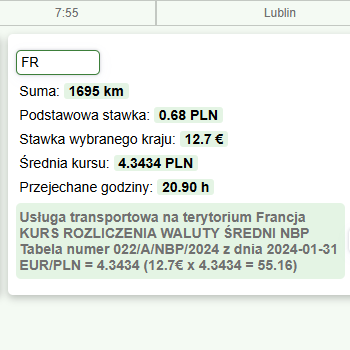 7:55 Lublin
FR
Suma: 1695 km
Podstawowa stawka: 0.68 PLN
Stawka wybranego kraju: 12.7 €
Średnia kursu: 4.3434 PLN
Przejechane godziny: 20.90 h
Usługa transportowa na terytorium Francja
KURS ROZLICZENIA WALUTY ŚREDNI NBP
Tabela numer 022/A/NBP/2024 z dnia 2024-01-31
EUR/PLN = 4.3434 (12.7€ x 4.3434 = 55.16)